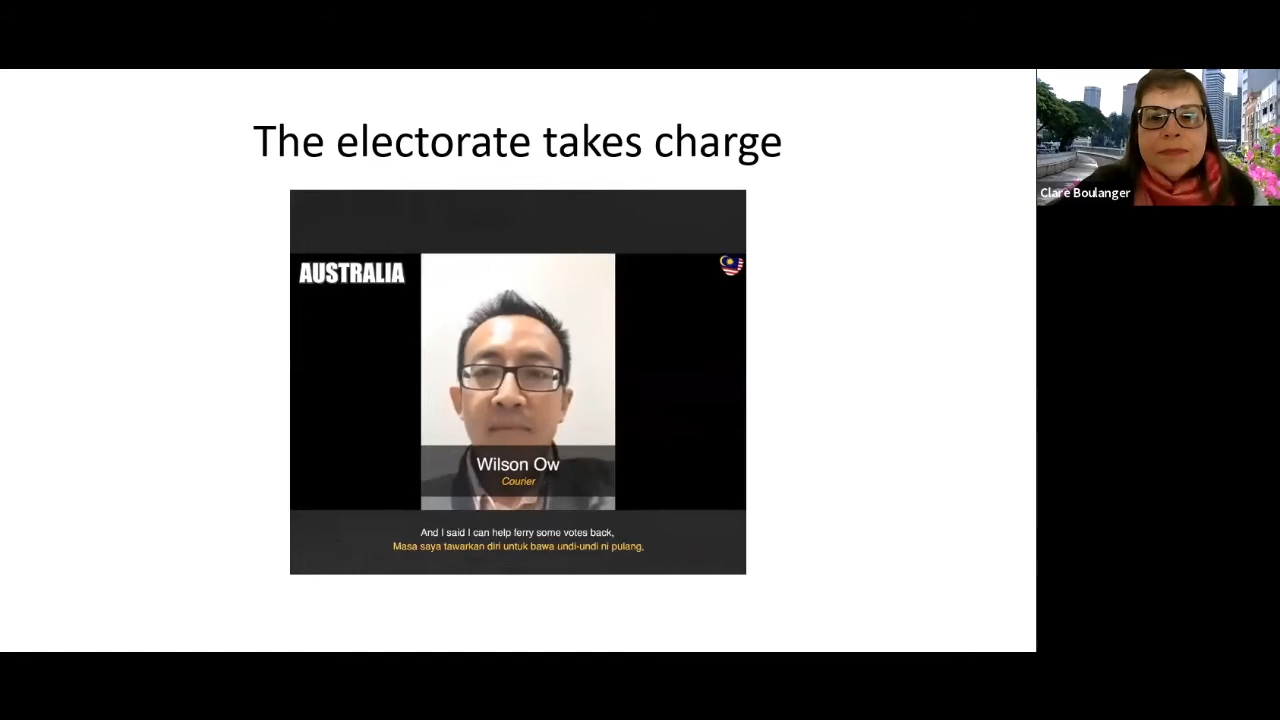 The electorate takes charge
AUSTRALIA
Wilson Ow
Courier
And I said I can help ferry some votes back,
Masa saya tawarkan diri untuk bawa undi-undi ni pulang,
Clare Boulanger